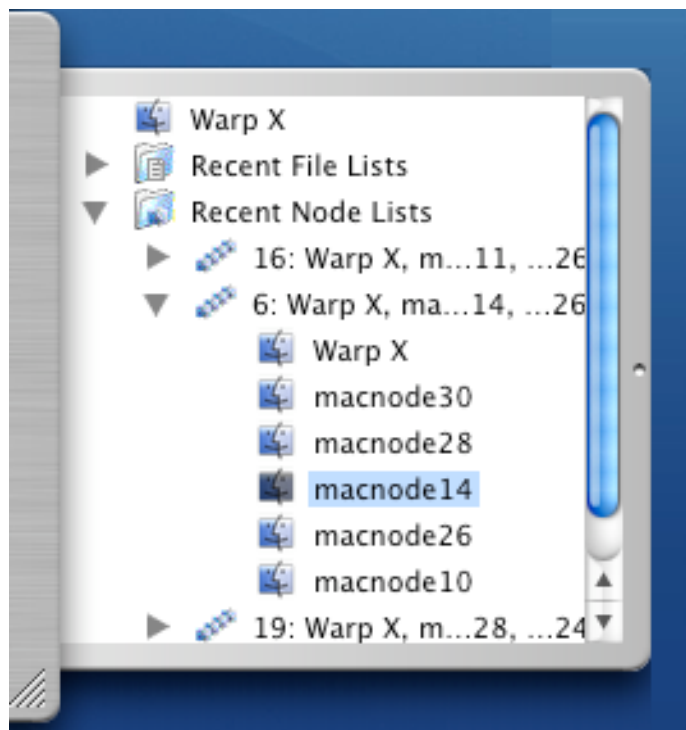 Warp X
Recent File Lists
Recent Node Lists
16: Warp X, m...11, ...26
6: Warp X, ma...14, ...26
Warp X
macnode30
macnode28
macnode14
macnode26
macnode10
19: Warp X, m...28, ...24